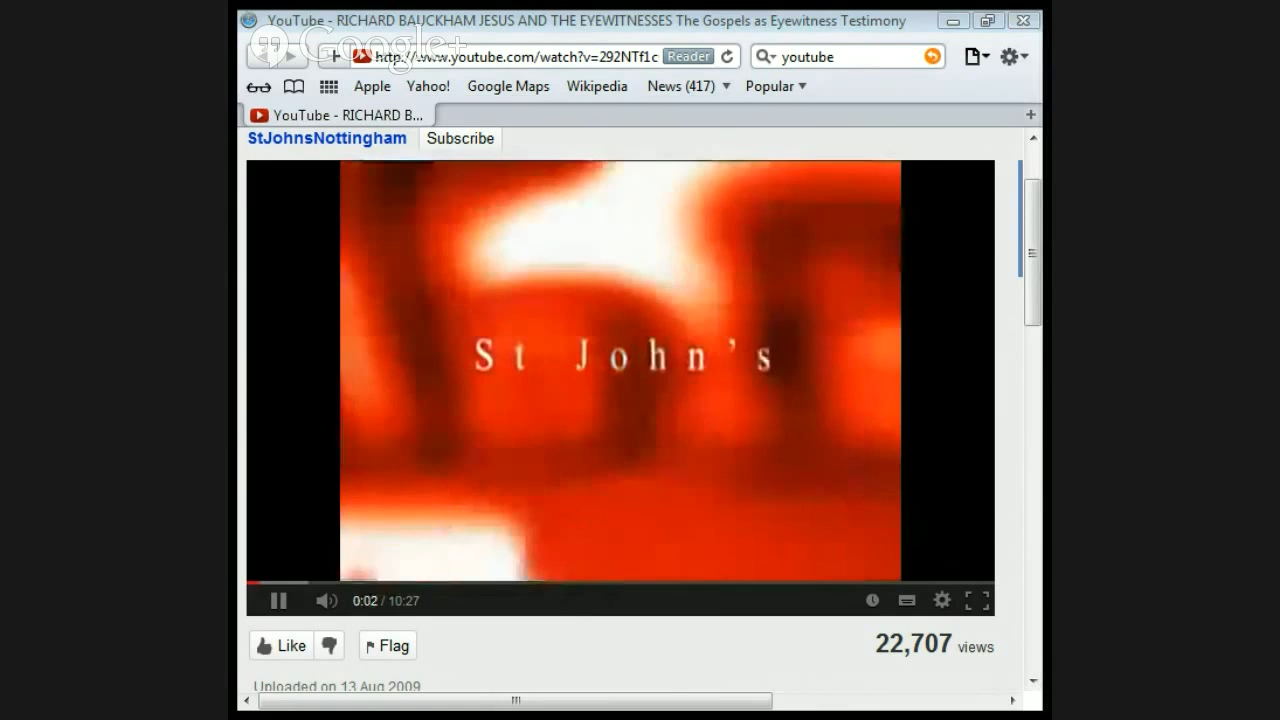 YouTube - RICHARD BAUCKHAM JESUS AND THE EYEWITNESSES The Gospels as Eyewitness Testimony
Google+
http://www.youtube.com/watch?v=292NTf1c Reader youtube
Apple Yahoo! Google Maps Wikipedia News (417) Popular
YouTube - RICHARD B...
StJohnsNottingham Subscribe
St John's
0:02 / 10:27
Like Flag 22,707 views
Uploaded on 13 Aug 2009